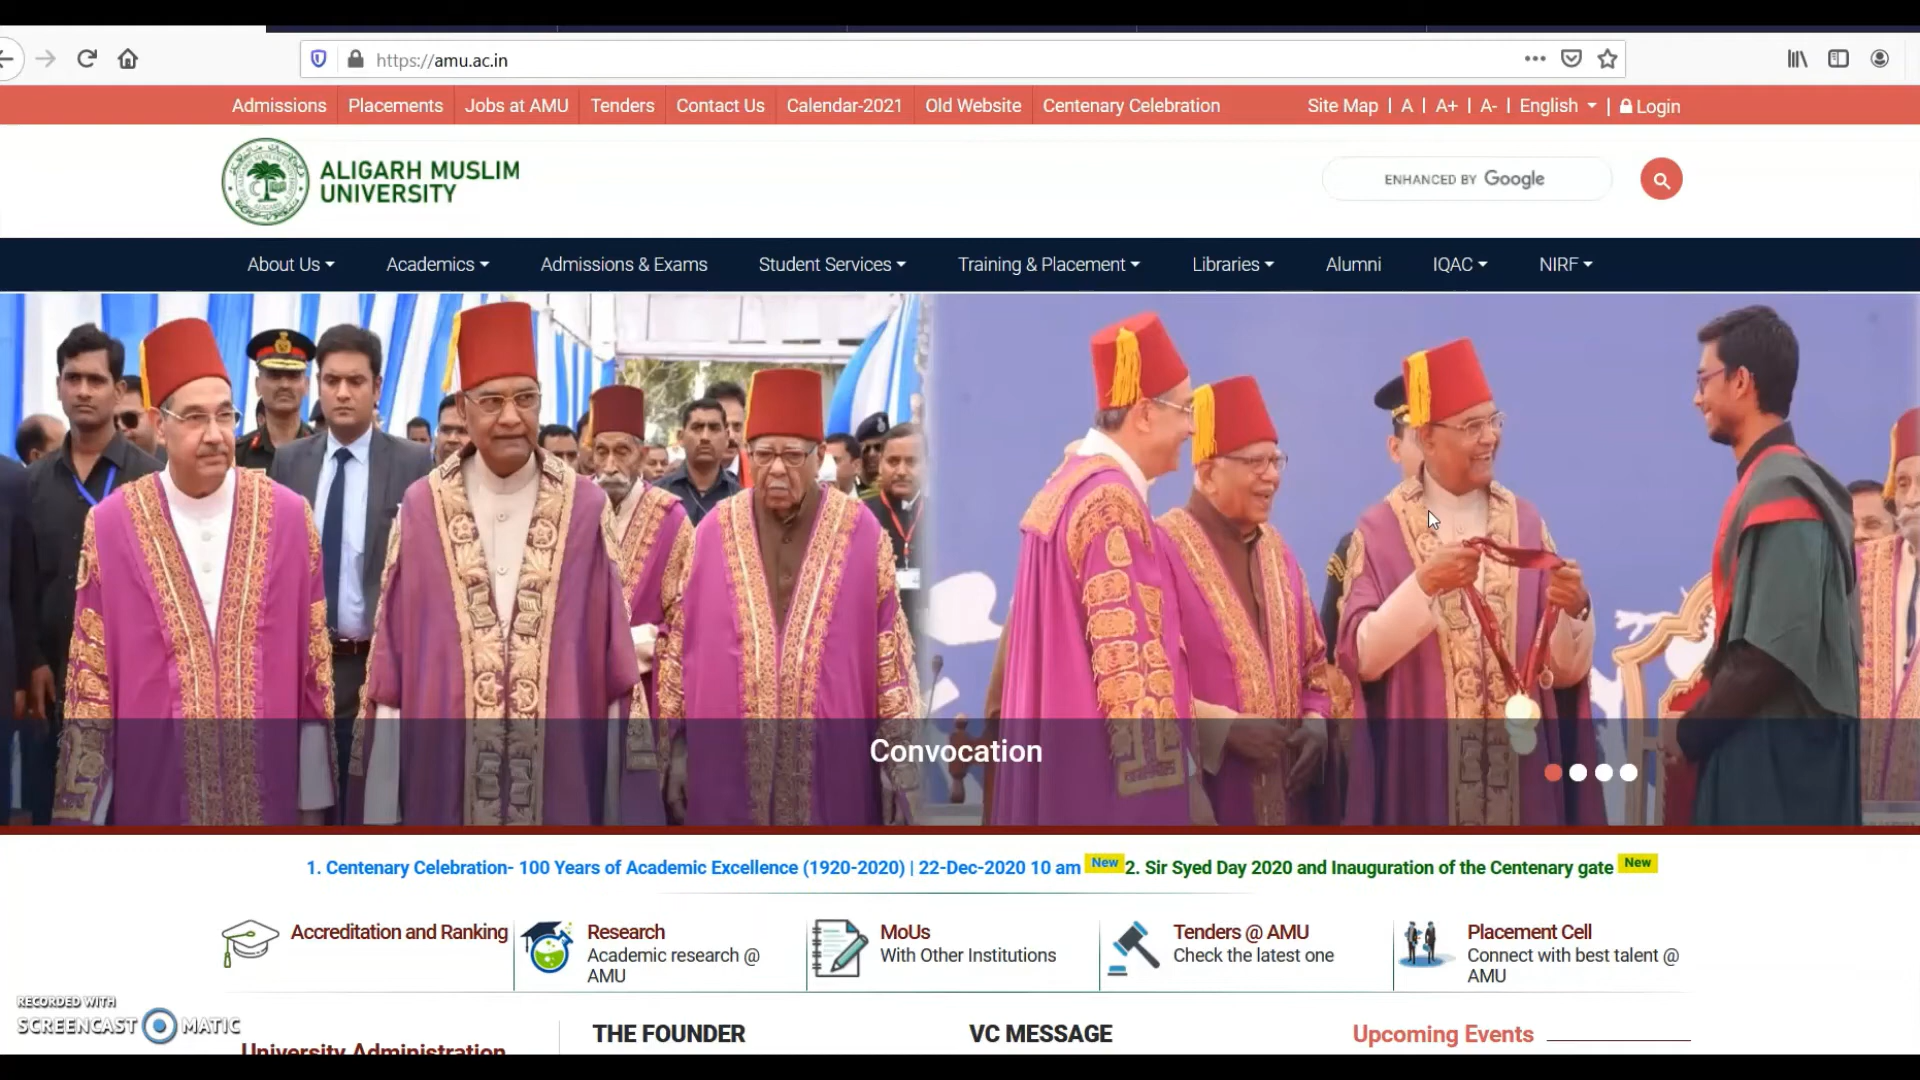 https://amu.ac.in
Admissions Placements Jobs at AMU Tenders Contact Us Calendar-2021 Old Website Centenary Celebration Site Map | A | A+ | A- | English | Login
ALIGARH MUSLIM
UNIVERSITY
ENHANCED BY Google
About Us Academics Admissions & Exams Student Services Training & Placement Libraries Alumni IQAC NIRF
Convocation
1. Centenary Celebration- 100 Years of Academic Excellence (1920-2020) | 22-Dec-2020 10 am New 2. Sir Syed Day 2020 and Inauguration of the Centenary gate New
Accreditation and Ranking
Research
Academic research @
AMU
MoUs
With Other Institutions
Tenders @ AMU
Check the latest one
Placement Cell
Connect with best talent @
AMU
RECORDED WITH
SCREENCAST MATIC
University Administration
THE FOUNDER
VC MESSAGE
Upcoming Events